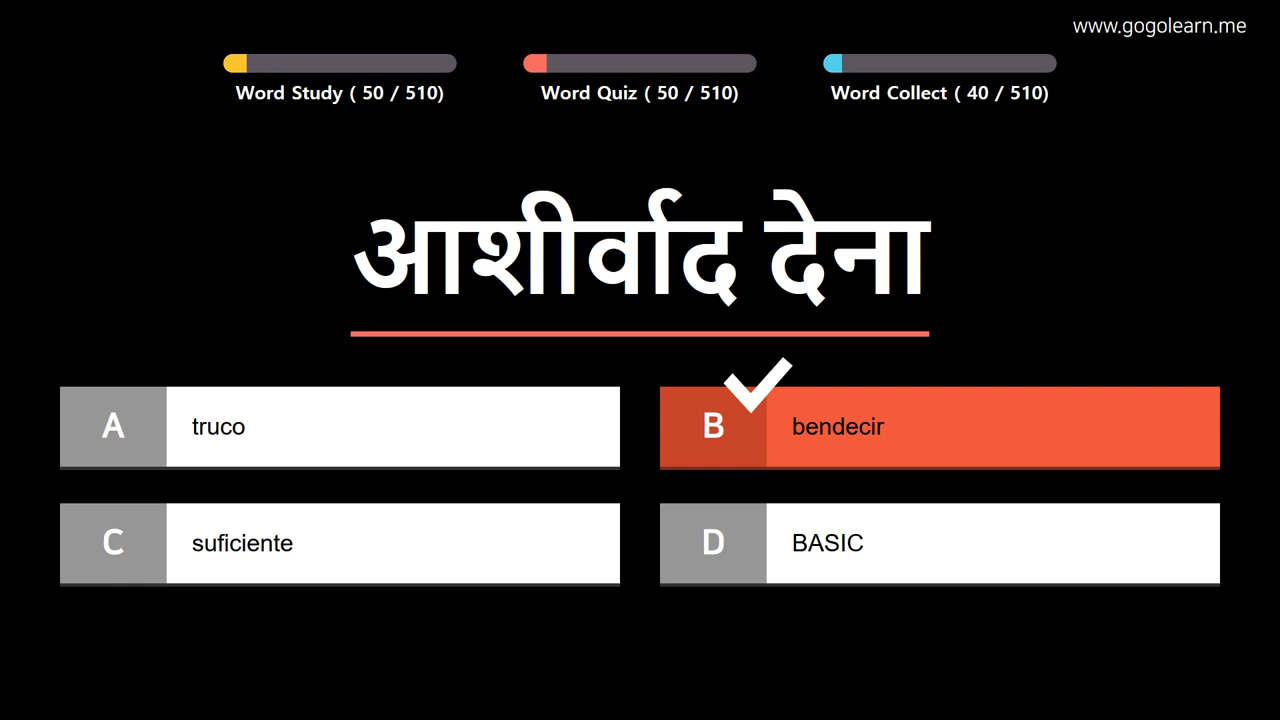 www.gogolearn.me
Word Study ( 50 / 510)
Word Quiz ( 50 / 510)
Word Collect ( 40 / 510)
आशीर्वाद देना
A
truco
B
bendecir
C
suficiente
D
BASIC